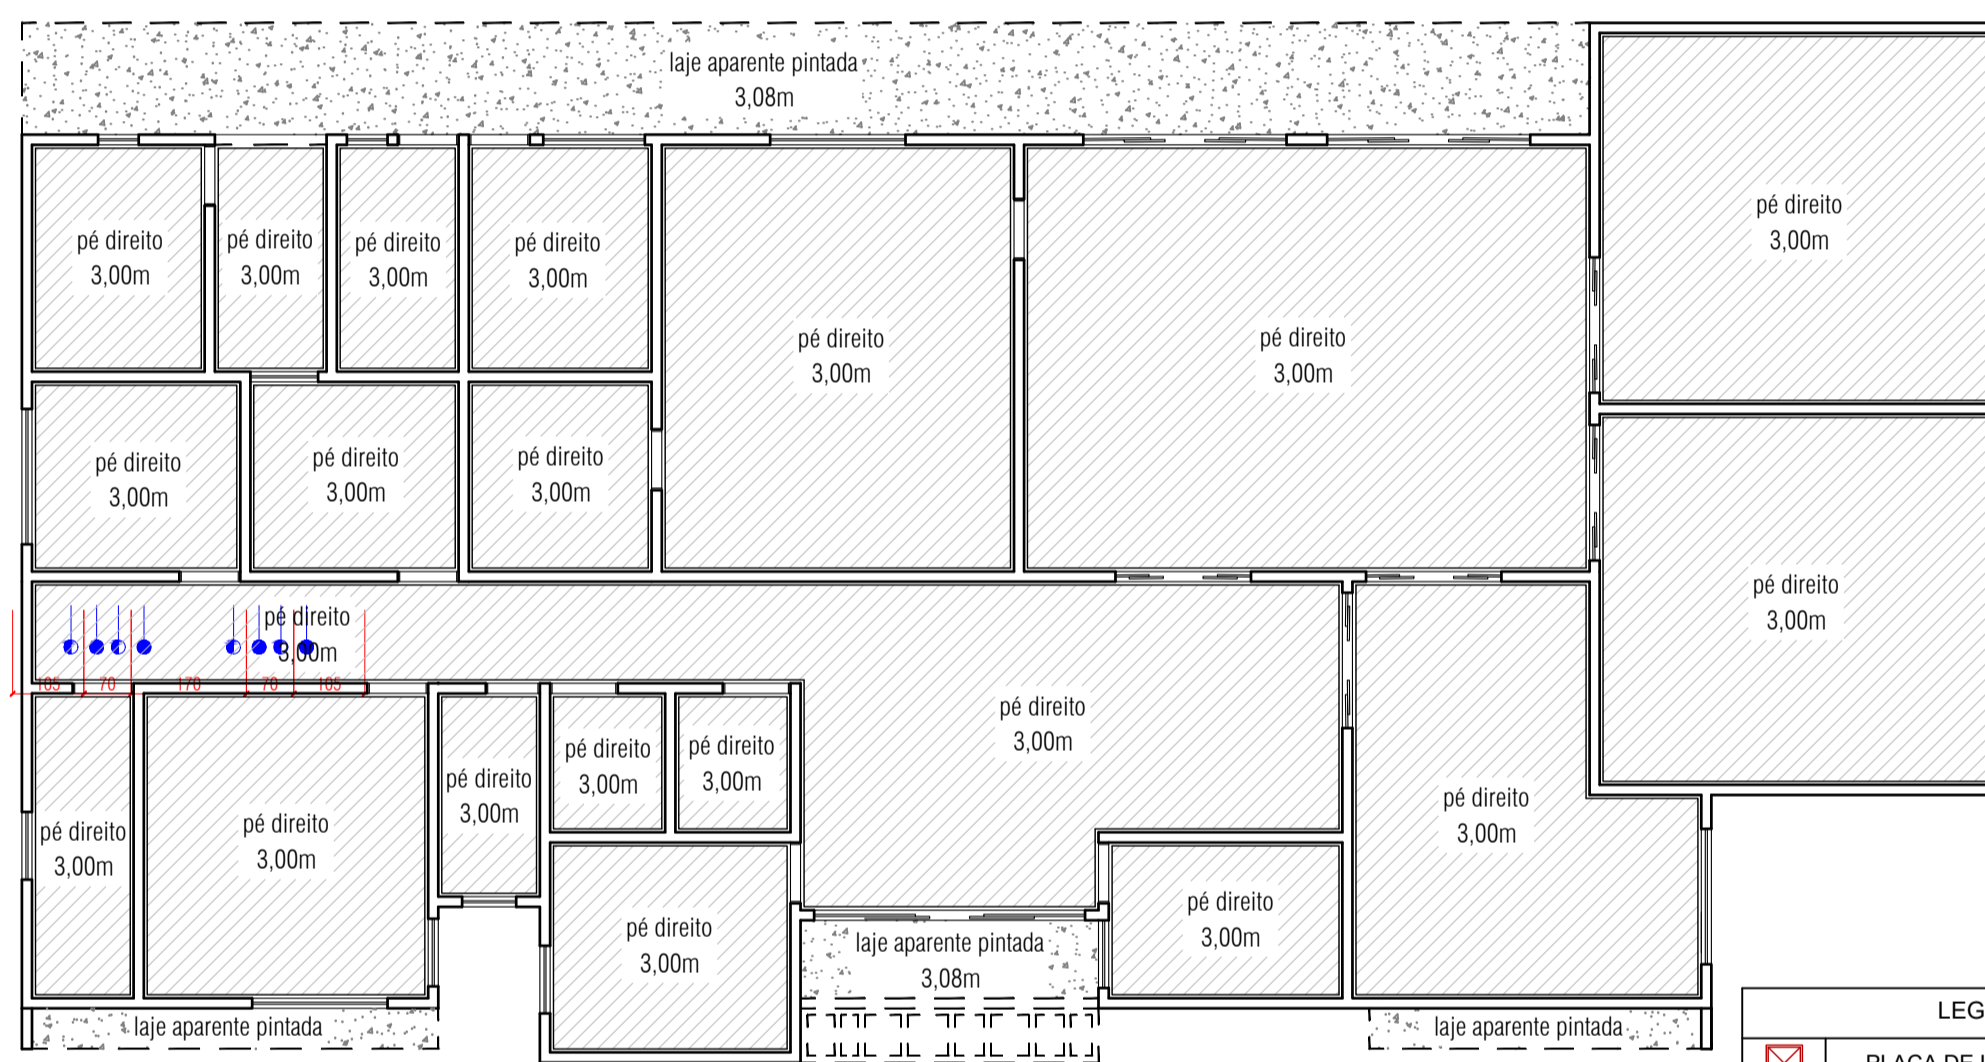 laje aparente pintada
3,08m
pé direito
3,00m
pé direito
3,00m
pé direito
3,00m
pé direito
3,00m
pé direito
3,00m
pé direito
3,00m
pé direito
3,00m
pé direito
3,00m
pé direito
3,00m
pé direito
3,00m
pé direito
3,00m
pé direito
3,00m
165
70
170
70
165
pé direito
3,00m
pé direito
3,00m
pé direito
3,00m
pé direito
3,00m
pé direito
3,00m
pé direito
3,00m
pé direito
3,00m
pé direito
3,00m
pé direito
3,00m
pé direito
3,00m
laje aparente pintada
3,08m
laje aparente pintada
laje aparente pintada
LEG
PLACA DE